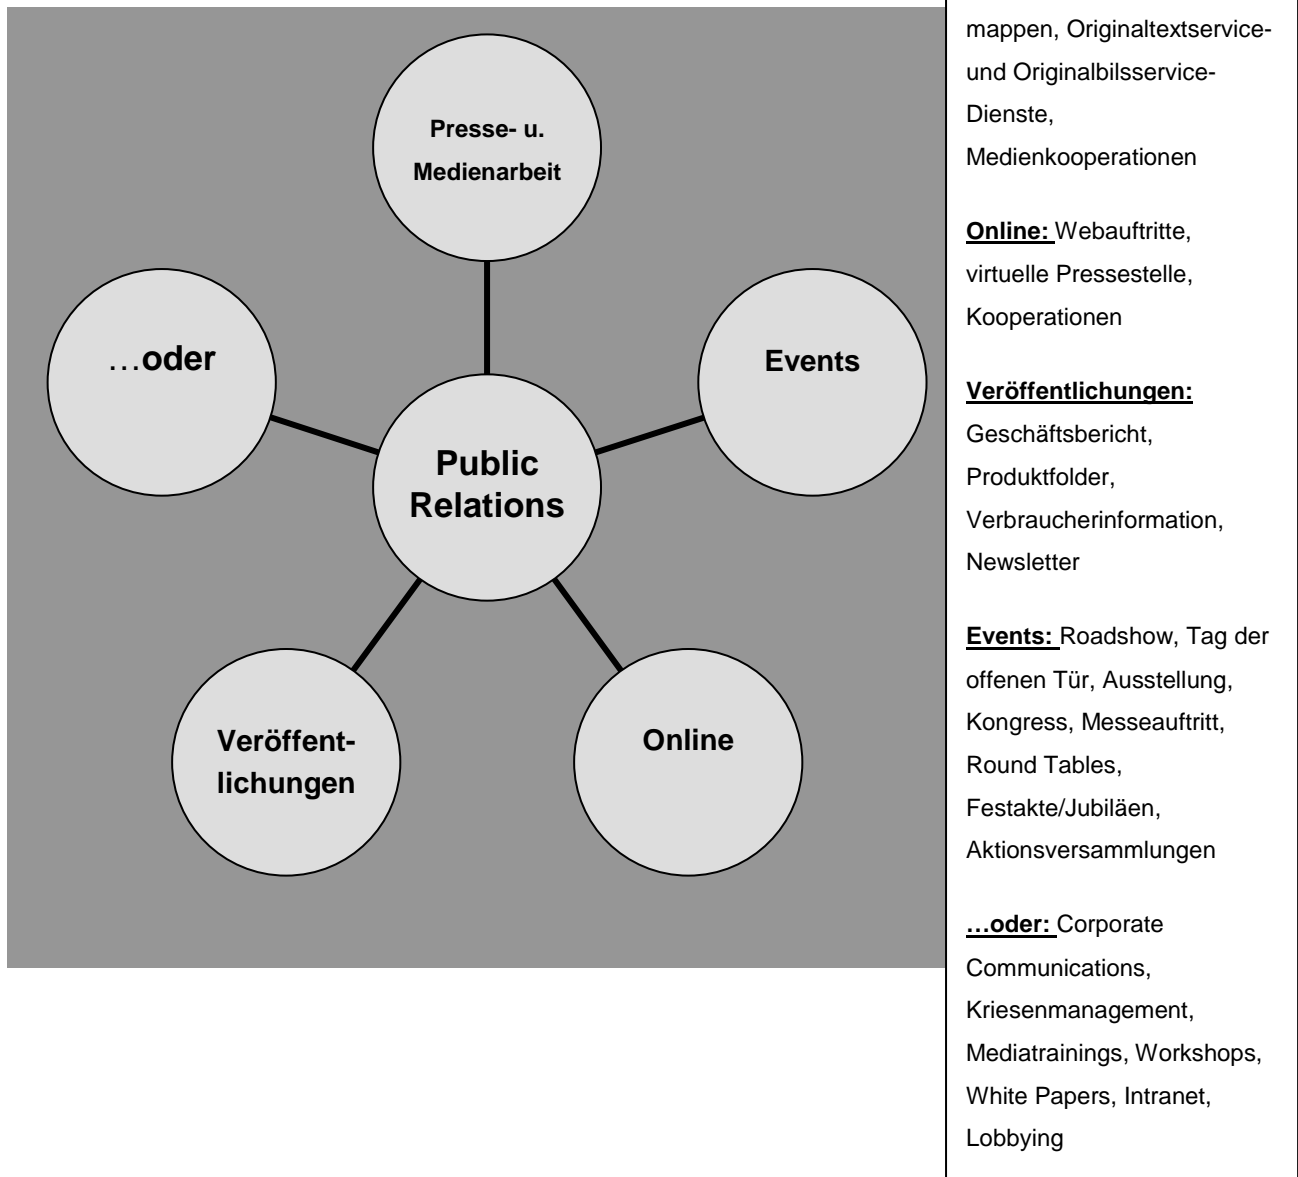 Presse- u.
Medienarbeit
…oder
Events
Public
Relations
Veröffent-
lichungen
Online
mappen, Originaltextservice-
und Originalbilsservice-
Dienste,
Medienkooperationen
Online: Webauftritte,
virtuelle Pressestelle,
Kooperationen
Veröffentlichungen:
Geschäftsbericht,
Produktfolder,
Verbraucherinformation,
Newsletter
Events: Roadshow, Tag der
offenen Tür, Ausstellung,
Kongress, Messeauftritt,
Round Tables,
Festakte/Jubiläen,
Aktionsversammlungen
…oder: Corporate
Communications,
Kriesenmanagement,
Mediatrainings, Workshops,
White Papers, Intranet,
Lobbying